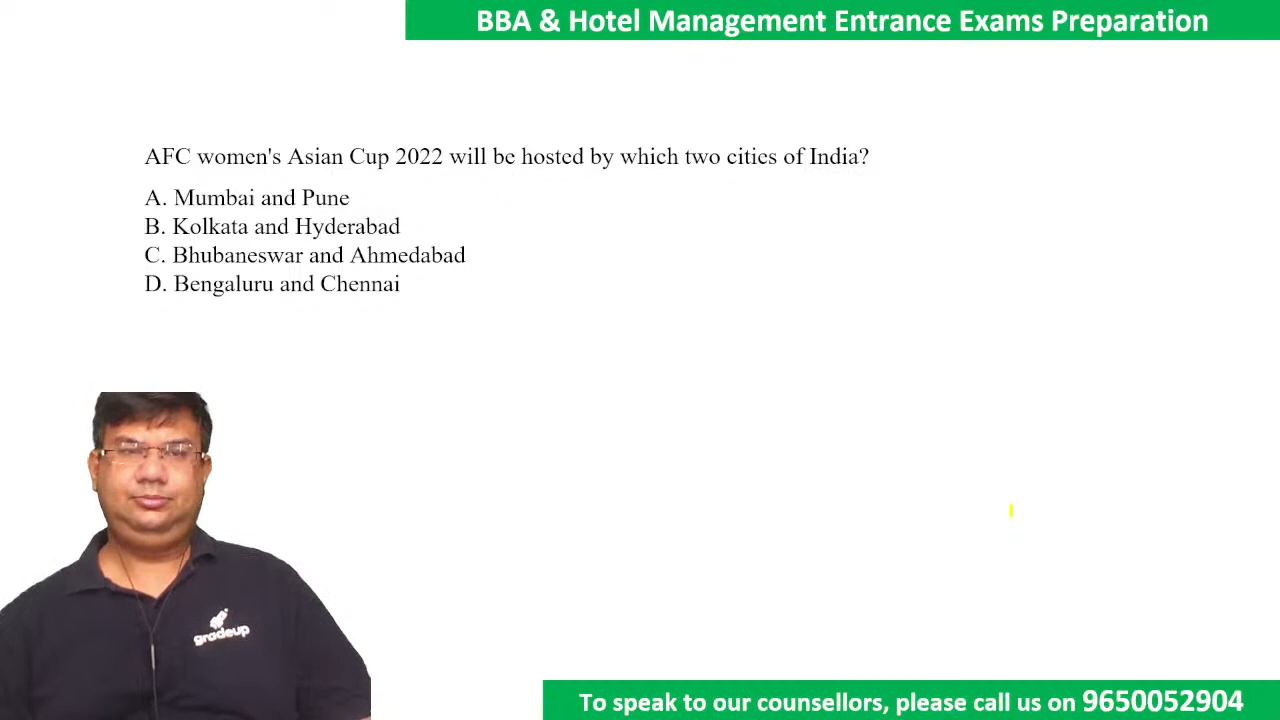 BBA & Hotel Management Entrance Exams Preparation
AFC women's Asian Cup 2022 will be hosted by which two cities of India?
A. Mumbai and Pune
B. Kolkata and Hyderabad
C. Bhubaneswar and Ahmedabad
D. Bengaluru and Chennai
gradeup
To speak to our counsellors, please call us on 9650052904